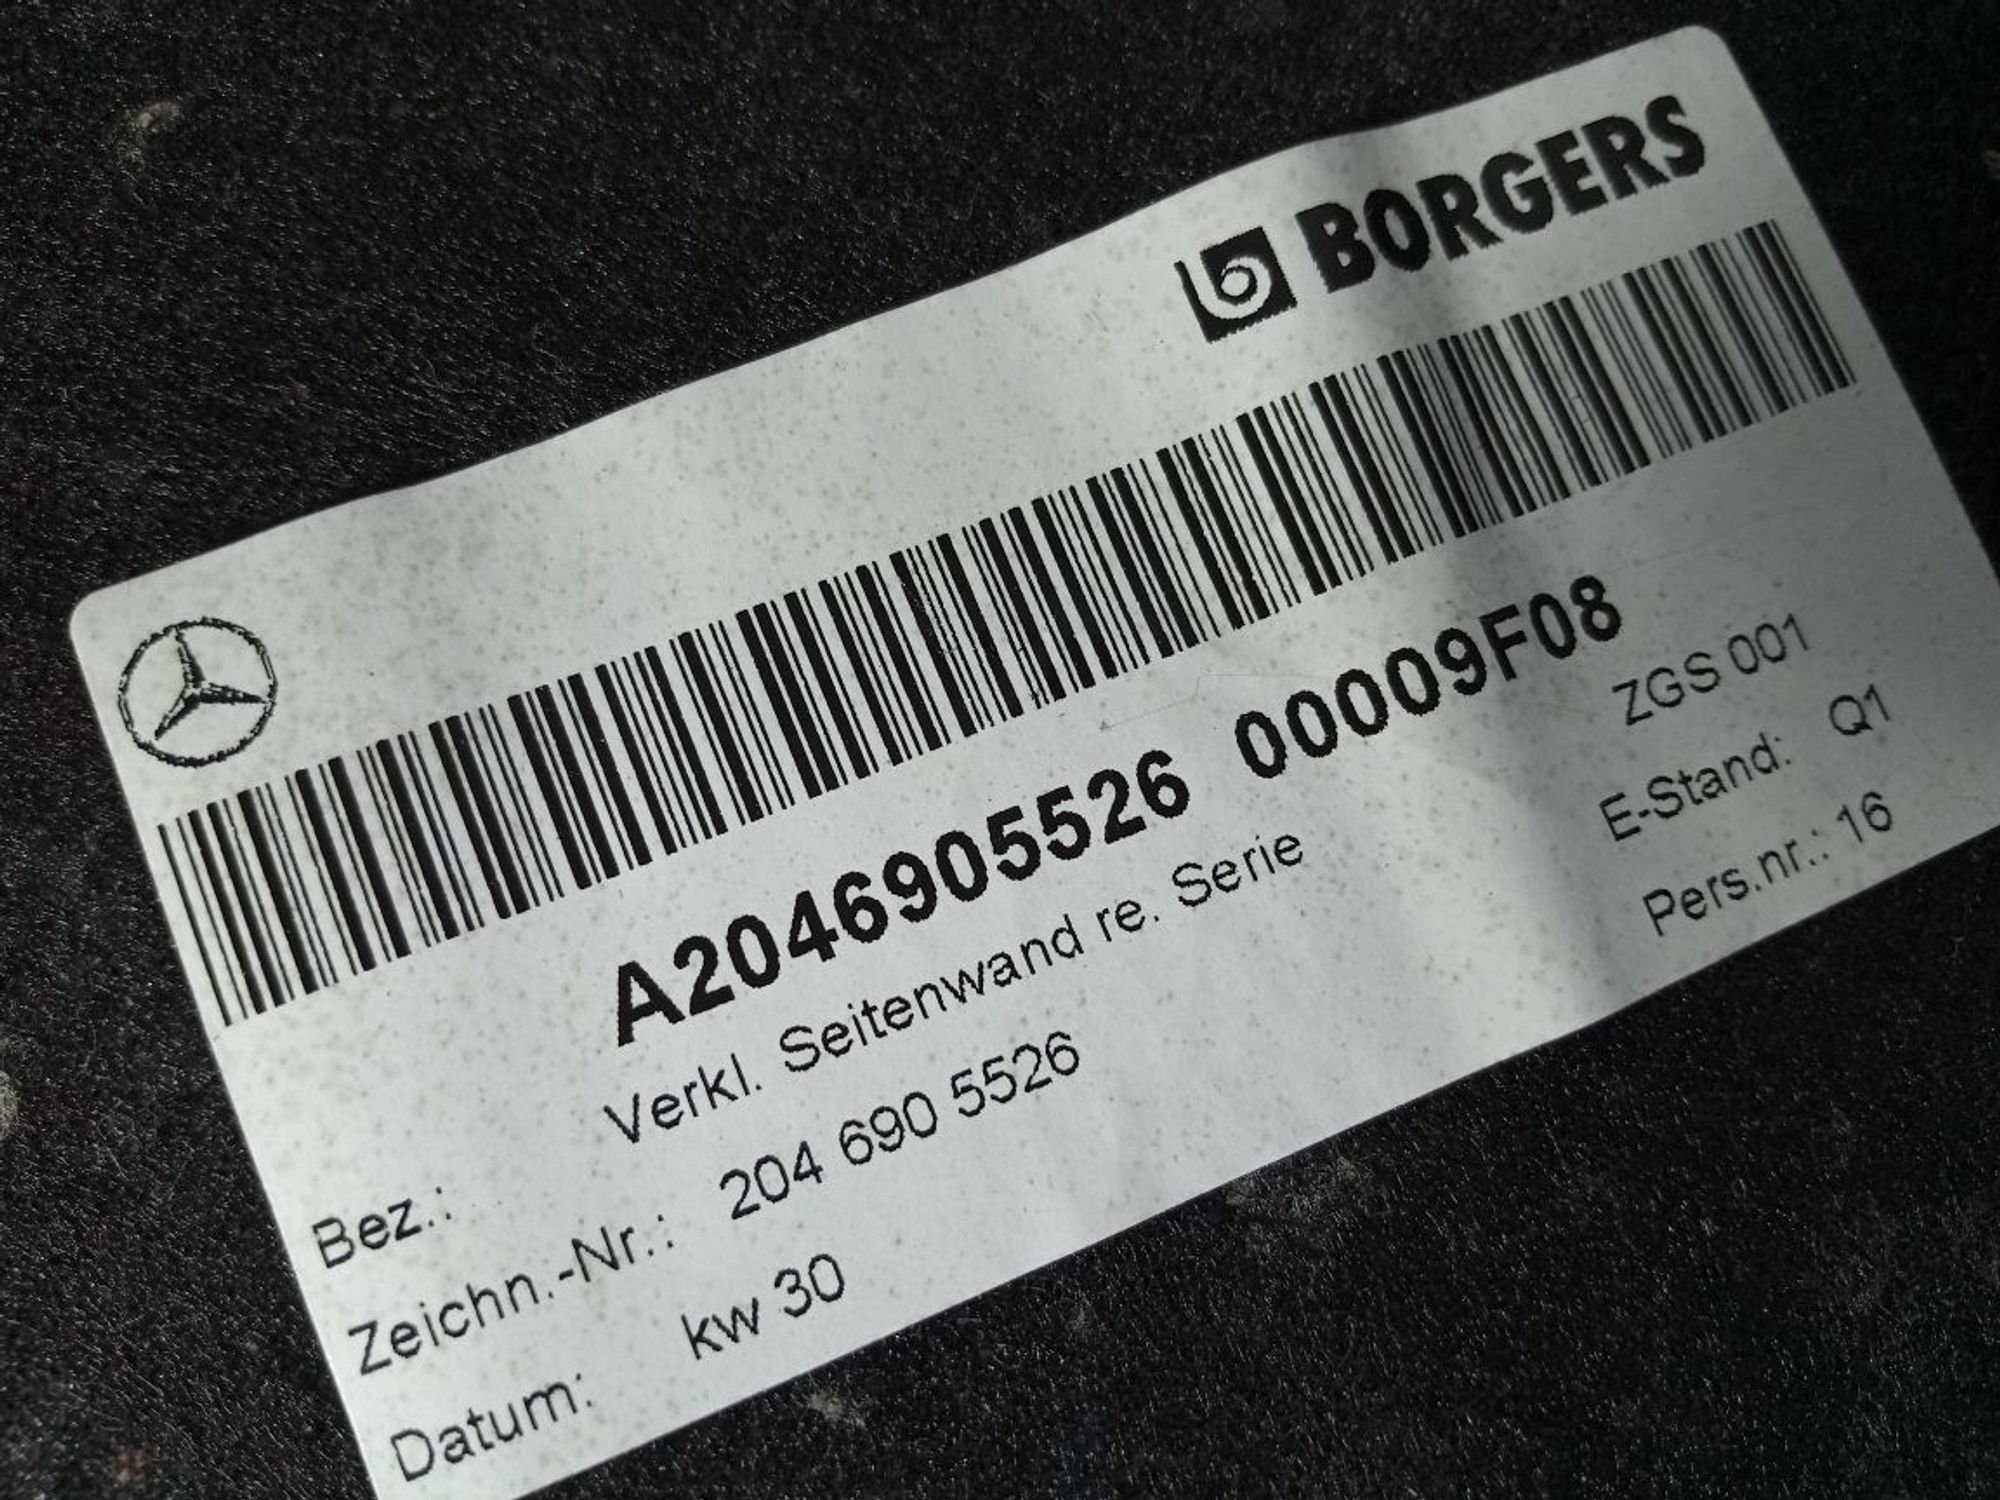 BORGERS
A2046905526 00009F08
ZGS 001
Bez.: Verkl. Seitenwand re. Serie
E-Stand: Q1
Zeichn.-Nr.: 204 690 5526
Pers.nr.: 16
Datum: kw 30